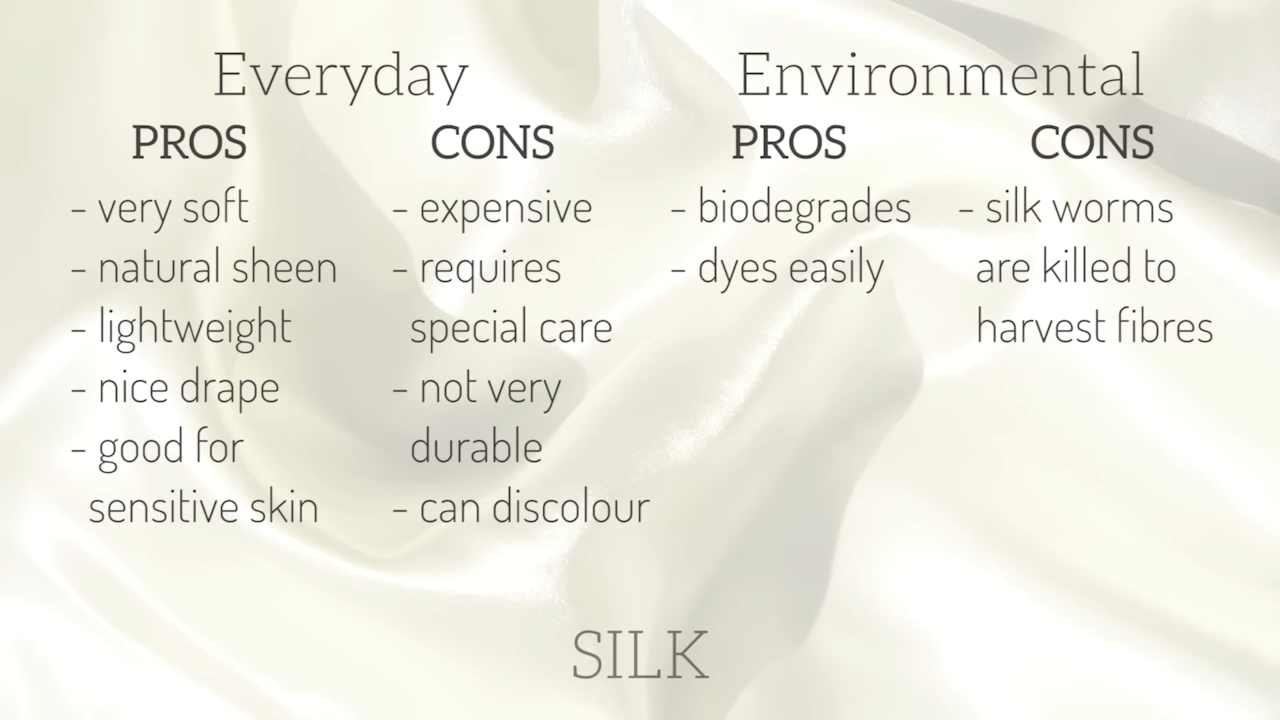 Everyday
PROS
- very soft
- natural sheen
- lightweight
- nice drape
- good for
sensitive skin
CONS
- expensive
- requires
special care
- not very
durable
- can discolour
Environmental
PROS
- biodegrades
- dyes easily
CONS
- silk worms
are killed to
harvest fibres
SILK